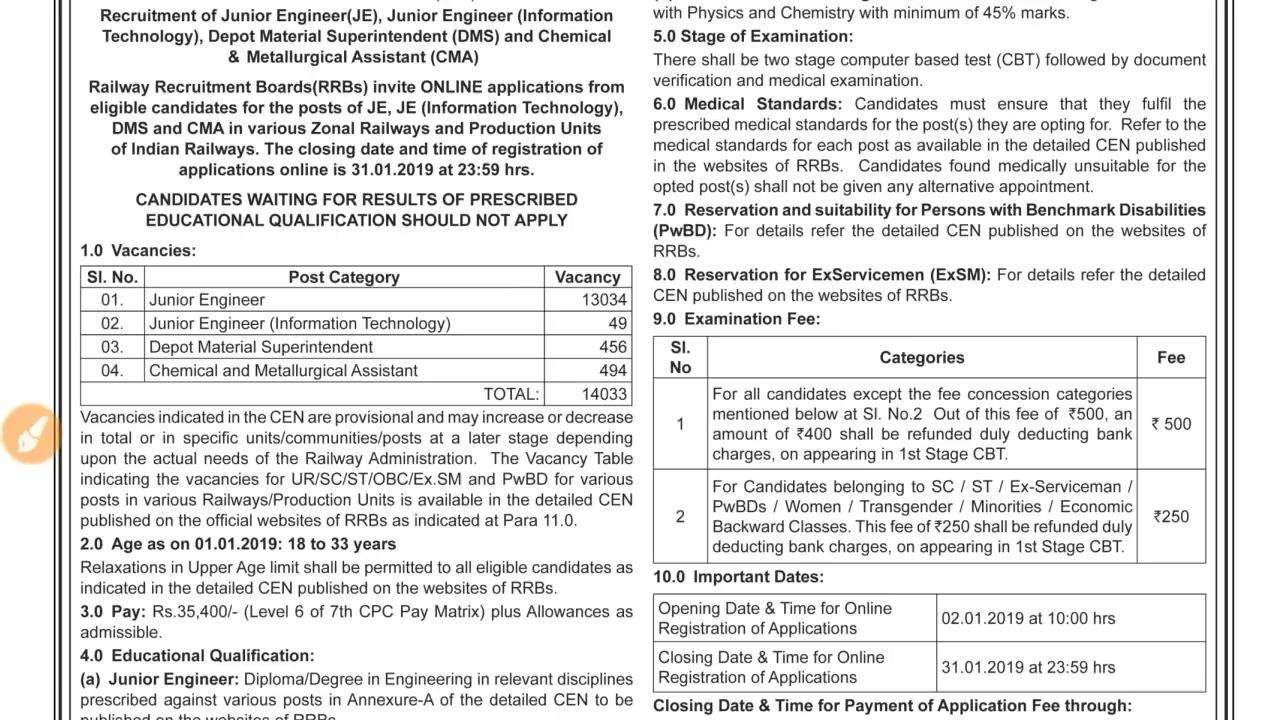 Recruitment of Junior Engineer(JE), Junior Engineer (Information
Technology), Depot Material Superintendent (DMS) and Chemical
& Metallurgical Assistant (CMA)
Railway Recruitment Boards(RRBs) invite ONLINE applications from
eligible candidates for the posts of JE, JE (Information Technology),
DMS and CMA in various Zonal Railways and Production Units
of Indian Railways. The closing date and time of registration of
applications online is 31.01.2019 at 23:59 hrs.
CANDIDATES WAITING FOR RESULTS OF PRESCRIBED
EDUCATIONAL QUALIFICATION SHOULD NOT APPLY
1.0 Vacancies:
Sl. No. Post Category Vacancy
01. Junior Engineer 13034
02. Junior Engineer (Information Technology) 49
03. Depot Material Superintendent 456
04. Chemical and Metallurgical Assistant 494
TOTAL: 14033
Vacancies indicated in the CEN are provisional and may increase or decrease
in total or in specific units/communities/posts at a later stage depending
upon the actual needs of the Railway Administration. The Vacancy Table
indicating the vacancies for UR/SC/ST/OBC/Ex.SM and PwBD for various
posts in various Railways/Production Units is available in the detailed CEN
published on the official websites of RRBs as indicated at Para 11.0.
2.0 Age as on 01.01.2019: 18 to 33 years
Relaxations in Upper Age limit shall be permitted to all eligible candidates as
indicated in the detailed CEN published on the websites of RRBs.
3.0 Pay: Rs.35,400/- (Level 6 of 7th CPC Pay Matrix) plus Allowances as
admissible.
4.0 Educational Qualification:
(a) Junior Engineer: Diploma/Degree in Engineering in relevant disciplines
prescribed against various posts in Annexure-A of the detailed CEN to be
published on the websites of RRBs.
with Physics and Chemistry with minimum of 45% marks.
5.0 Stage of Examination:
There shall be two stage computer based test (CBT) followed by document
verification and medical examination.
6.0 Medical Standards: Candidates must ensure that they fulfil the
prescribed medical standards for the post(s) they are opting for. Refer to the
medical standards for each post as available in the detailed CEN published
in the websites of RRBs. Candidates found medically unsuitable for the
opted post(s) shall not be given any alternative appointment.
7.0 Reservation and suitability for Persons with Benchmark Disabilities
(PwBD): For details refer the detailed CEN published on the websites of
RRBs.
8.0 Reservation for ExServicemen (ExSM): For details refer the detailed
CEN published on the websites of RRBs.
9.0 Examination Fee:
Sl. No Categories Fee
1 For all candidates except the fee concession categories
mentioned below at Sl. No.2 Out of this fee of ₹500, an
amount of ₹400 shall be refunded duly deducting bank
charges, on appearing in 1st Stage CBT. ₹ 500
2 For Candidates belonging to SC / ST / Ex-Serviceman /
PwBDs / Women / Transgender / Minorities / Economic
Backward Classes. This fee of ₹250 shall be refunded duly
deducting bank charges, on appearing in 1st Stage CBT. ₹250
10.0 Important Dates:
Opening Date & Time for Online
Registration of Applications 02.01.2019 at 10:00 hrs
Closing Date & Time for Online
Registration of Applications 31.01.2019 at 23:59 hrs
Closing Date & Time for Payment of Application Fee through: